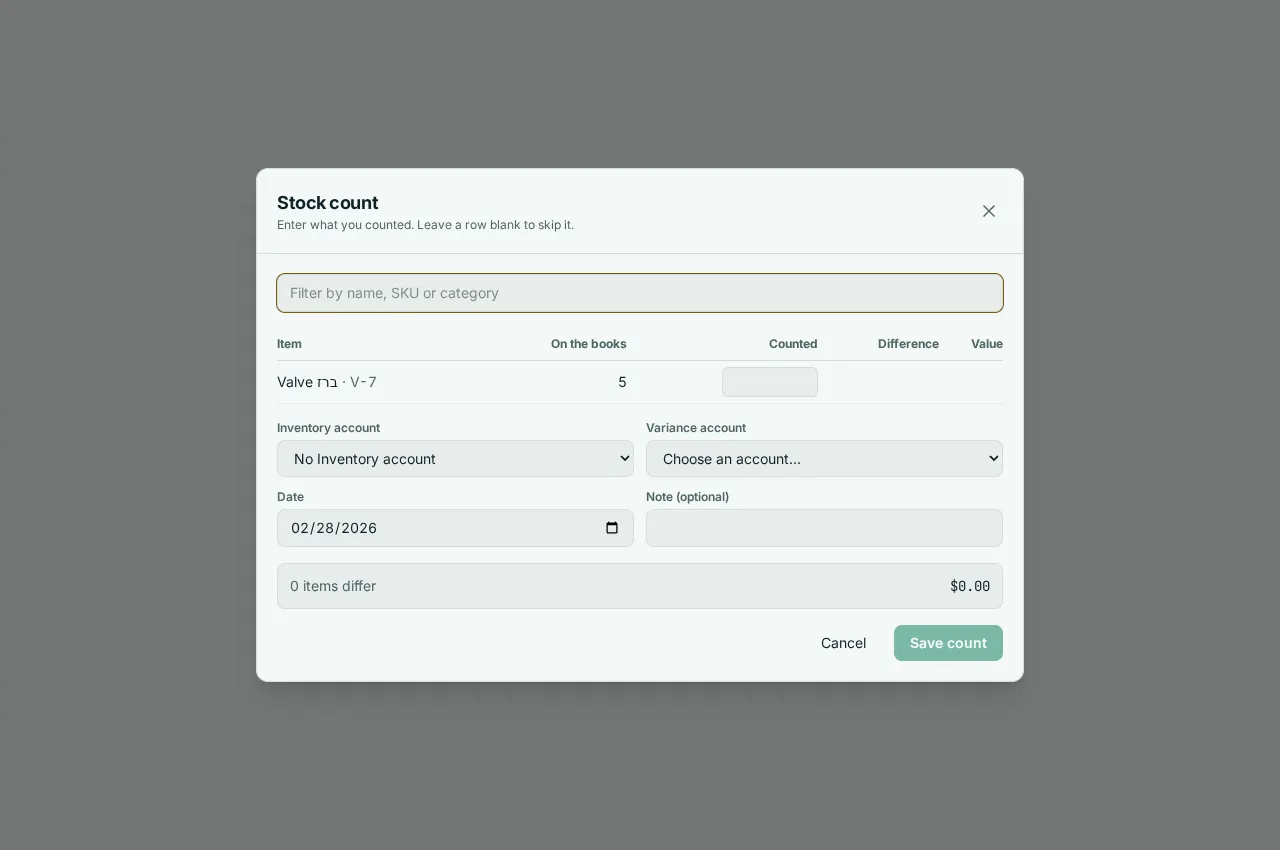 Stock count
Enter what you counted. Leave a row blank to skip it.
Filter by name, SKU or category
Item On the books Counted Difference Value
Valve ברז · V-7 5
Inventory account Variance account
No Inventory account Choose an account...
Date Note (optional)
02/28/2026
0 items differ $0.00
Cancel Save count